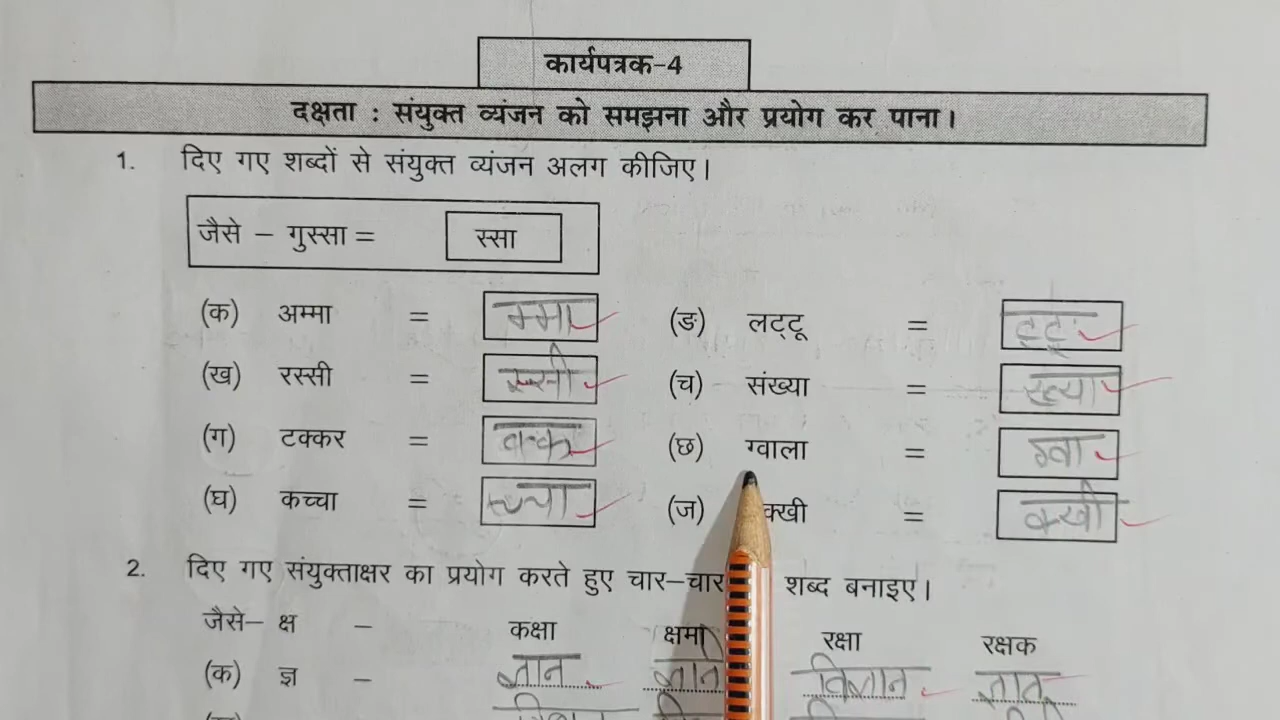 कार्यपत्रक-4
दक्षता : संयुक्त व्यंजन को समझना और प्रयोग कर पाना।
1. दिए गए शब्दों से संयुक्त व्यंजन अलग कीजिए।
जैसे - गुस्सा = स्सा
(क) अम्मा = म्मा (ङ) लट्टू = ट्टू
(ख) रस्सी = स्सी (च) संख्या = ख्या
(ग) टक्कर = क्क (छ) ग्वाला = ग्वा
(घ) कच्चा = च्चा (ज) क्खी = क्खी
2. दिए गए संयुक्ताक्षर का प्रयोग करते हुए चार-चार शब्द बनाइए।
जैसे- क्ष - कक्षा क्षमा रक्षा रक्षक
(क) ज्ञ - ज्ञान विज्ञान